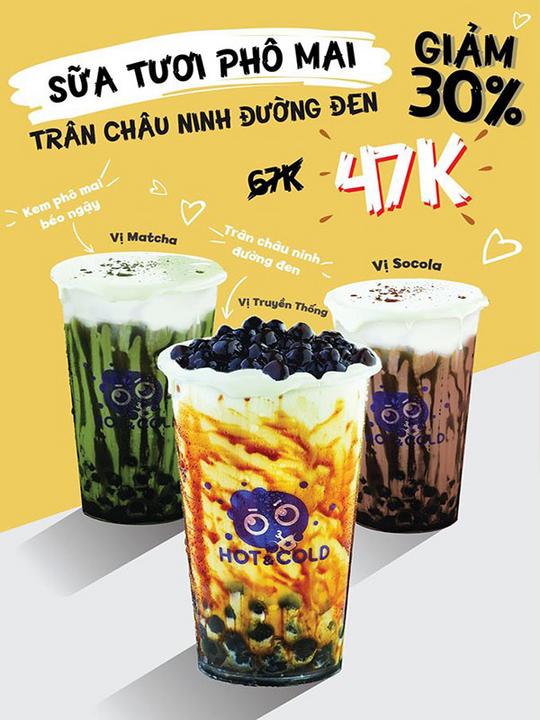 SỮA TƯƠI PHÔ MAI
TRÂN CHÂU NINH ĐƯỜNG ĐEN
GIẢM
30%
67K
47K
Kem phô mai
béo ngậy
Vị Matcha
Trân châu ninh
đường đen
Vị Socola
Vị Truyền Thống
HOT&COLD
HOT&COLD
HOT&COLD